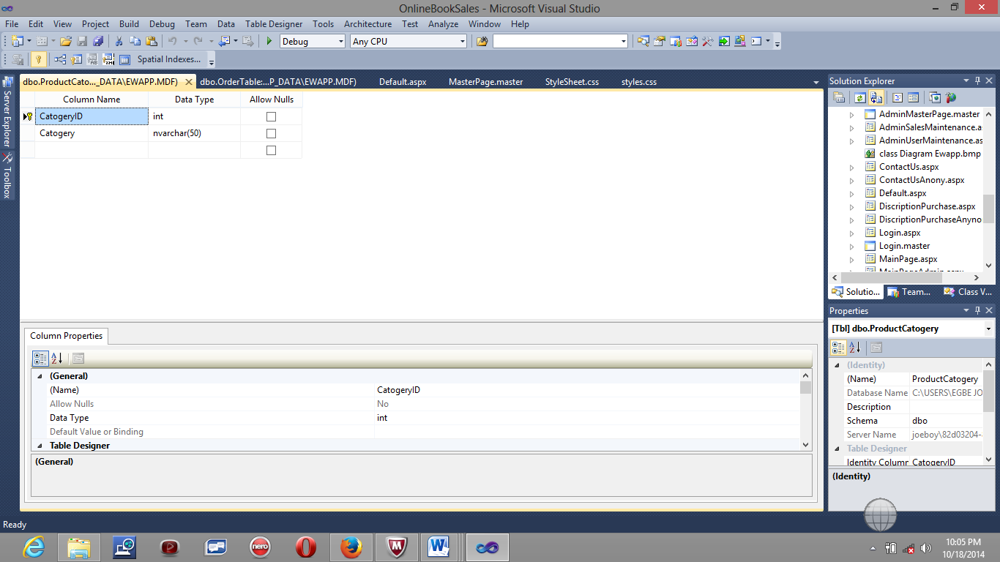 OnlineBookSales - Microsoft Visual Studio
File Edit View Project Build Debug Team Data Table Designer Tools Architecture Test Analyze Window Help
Debug Any CPU
Spatial Indexes...
Server Explorer
Toolbox
dbo.ProductCato..._DATA\EWAPP.MDF) dbo.OrderTable:...P_DATA\EWAPP.MDF) Default.aspx MasterPage.master StyleSheet.css styles.css
Column Name Data Type Allow Nulls
CatogeryID int
Catogery nvarchar(50)
Column Properties
(General)
(Name) CatogeryID
Allow Nulls No
Data Type int
Default Value or Binding
Table Designer
(General)
Solution Explorer
AdminMasterPage.master
AdminSalesMaintenance.as
AdminUserMaintenance.as
class Diagram Ewapp.bmp
ContactUs.aspx
ContactUsAnony.aspx
Default.aspx
DiscriptionPurchase.aspx
DiscriptionPurchaseAnyno
Login.aspx
Login.master
MainPage.aspx
MainPageAdmin.aspx
Solutio... Team... Class V...
Properties
[Tbl] dbo.ProductCatogery
(Identity)
(Name) ProductCatogery
Database Name C:\USERS\EGBE JO
Description
Schema dbo
Server Name joeboy\82d03204-
Table Designer
Identity Column CatogeryID
(Identity)
Ready
nero
10:05 PM
10/18/2014